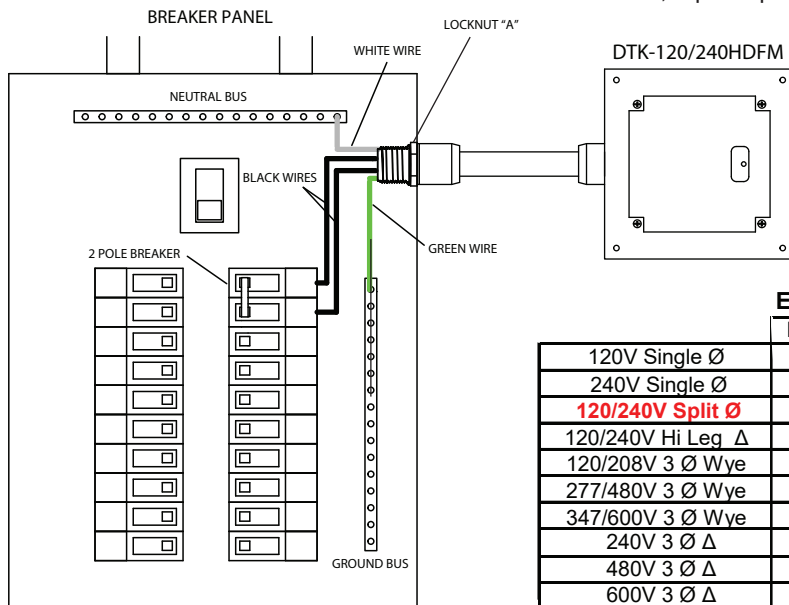 BREAKER PANEL
LOCKNUT “A”
WHITE WIRE
DTK-120/240HDFM
NEUTRAL BUS
BLACK WIRES
GREEN WIRE
2 POLE BREAKER
GROUND BUS
120V Single Ø
240V Single Ø
120/240V Split Ø
120/240V Hi Leg Δ
120/208V 3 Ø Wye
277/480V 3 Ø Wye
347/600V 3 Ø Wye
240V 3 Ø Δ
480V 3 Ø Δ
600V 3 Ø Δ